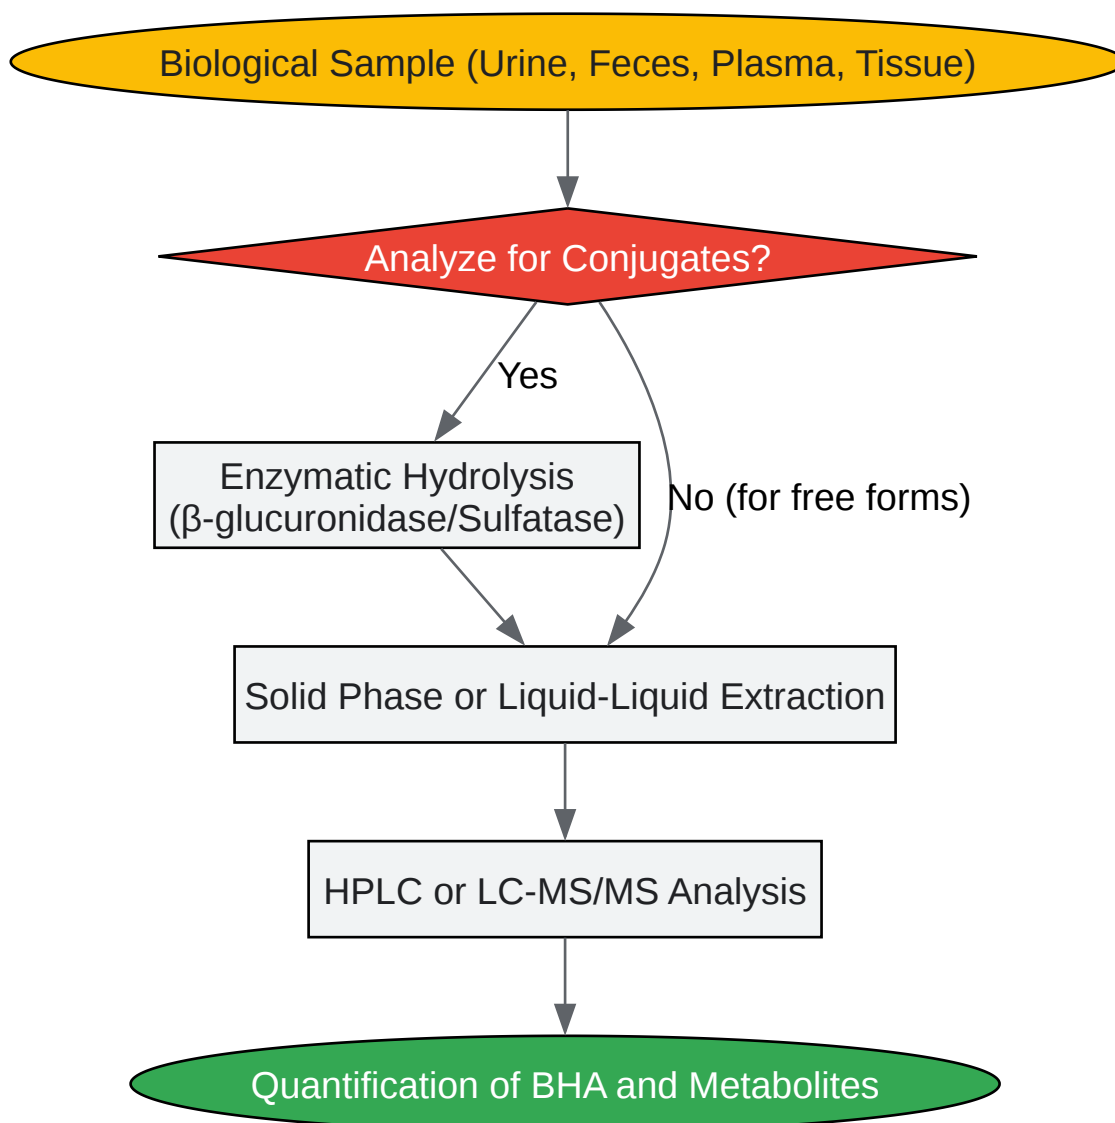 Biological Sample (Urine, Feces, Plasma, Tissue)
Analyze for Conjugates?
Yes
Enzymatic Hydrolysis
(β-glucuronidase/Sulfatase)
No (for free forms)
Solid Phase or Liquid-Liquid Extraction
HPLC or LC-MS/MS Analysis
Quantification of BHA and Metabolites